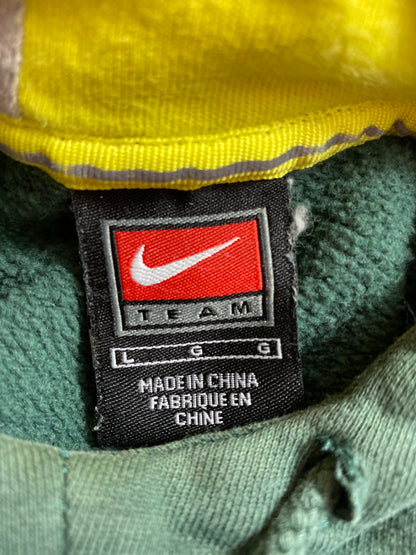 TEAM
L G G
MADE IN CHINA
FABRIQUE EN
CHINE